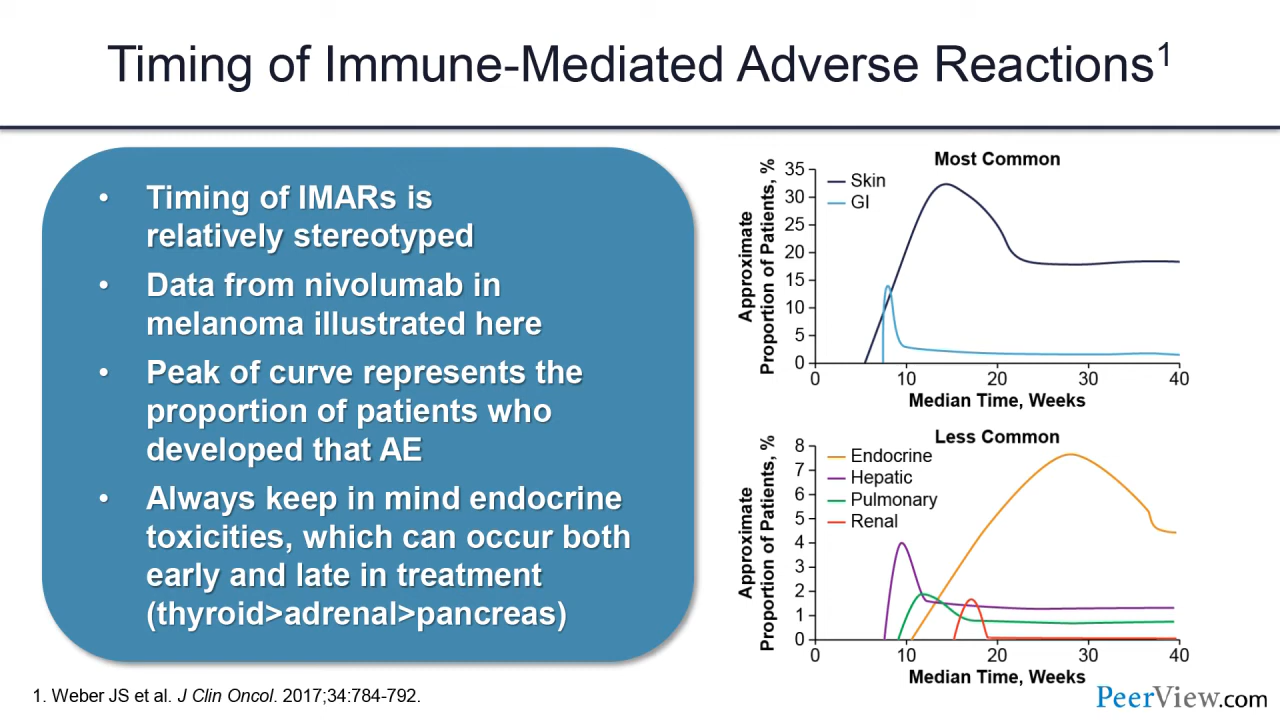 Timing of Immune-Mediated Adverse Reactions1
• Timing of IMARs is
relatively stereotyped
• Data from nivolumab in
melanoma illustrated here
• Peak of curve represents the
proportion of patients who
developed that AE
• Always keep in mind endocrine
toxicities, which can occur both
early and late in treatment
(thyroid>adrenal>pancreas)
Most Common
Approximate
Proportion of Patients, %
35
30
25
20
15
10
5
0
Skin
GI
0 10 20 30 40
Median Time, Weeks
Less Common
Approximate
Proportion of Patients, %
8
7
6
5
4
3
2
1
0
Endocrine
Hepatic
Pulmonary
Renal
0 10 20 30 40
Median Time, Weeks
1. Weber JS et al. J Clin Oncol. 2017;34:784-792.
PeerView.com